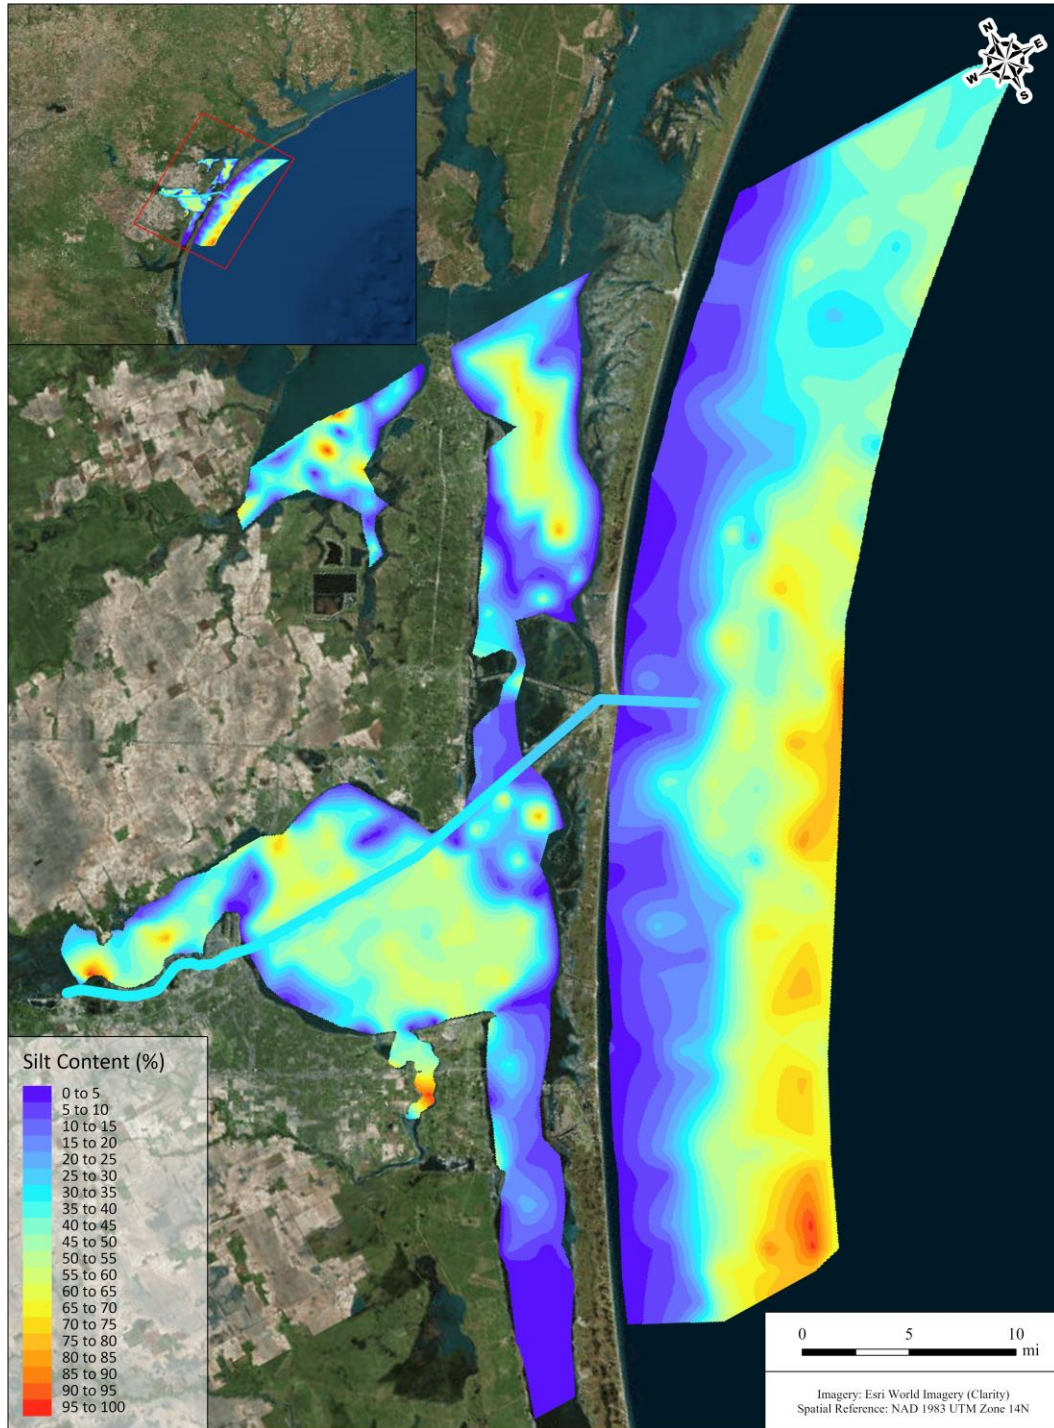 N
E
W
S
Silt Content (%)
0 to 5
5 to 10
10 to 15
15 to 20
20 to 25
25 to 30
30 to 35
35 to 40
40 to 45
45 to 50
50 to 55
55 to 60
60 to 65
65 to 70
70 to 75
75 to 80
80 to 85
85 to 90
90 to 95
95 to 100
0 5 10
mi
Imagery: Esri World Imagery (Clarity)
Spatial Reference: NAD 1983 UTM Zone 14N